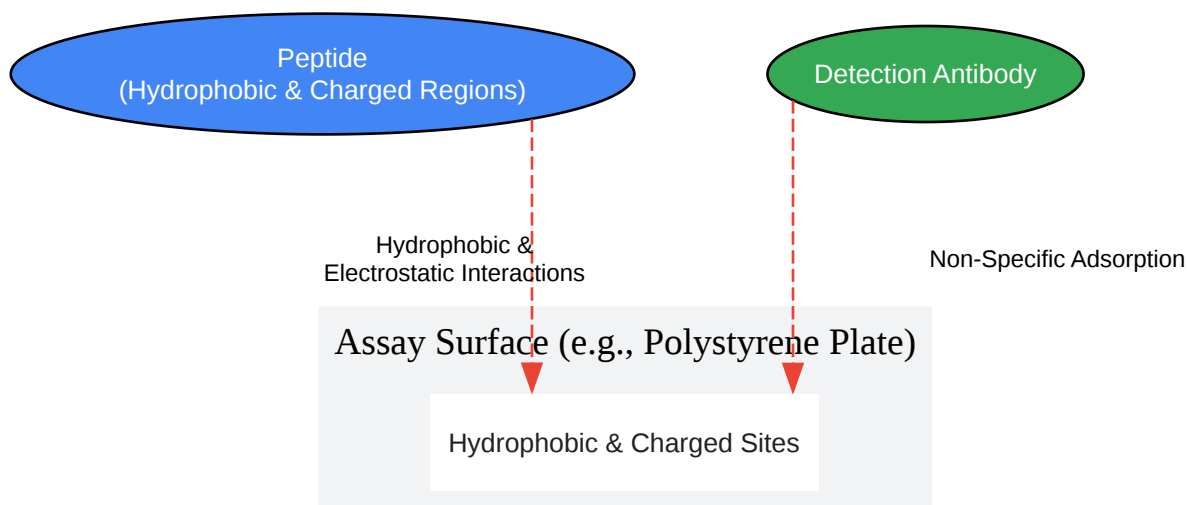 Peptide
(Hydrophobic & Charged Regions)
Detection Antibody
Hydrophobic &
Electrostatic Interactions
Non-Specific Adsorption
Assay Surface (e.g., Polystyrene Plate)
Hydrophobic & Charged Sites